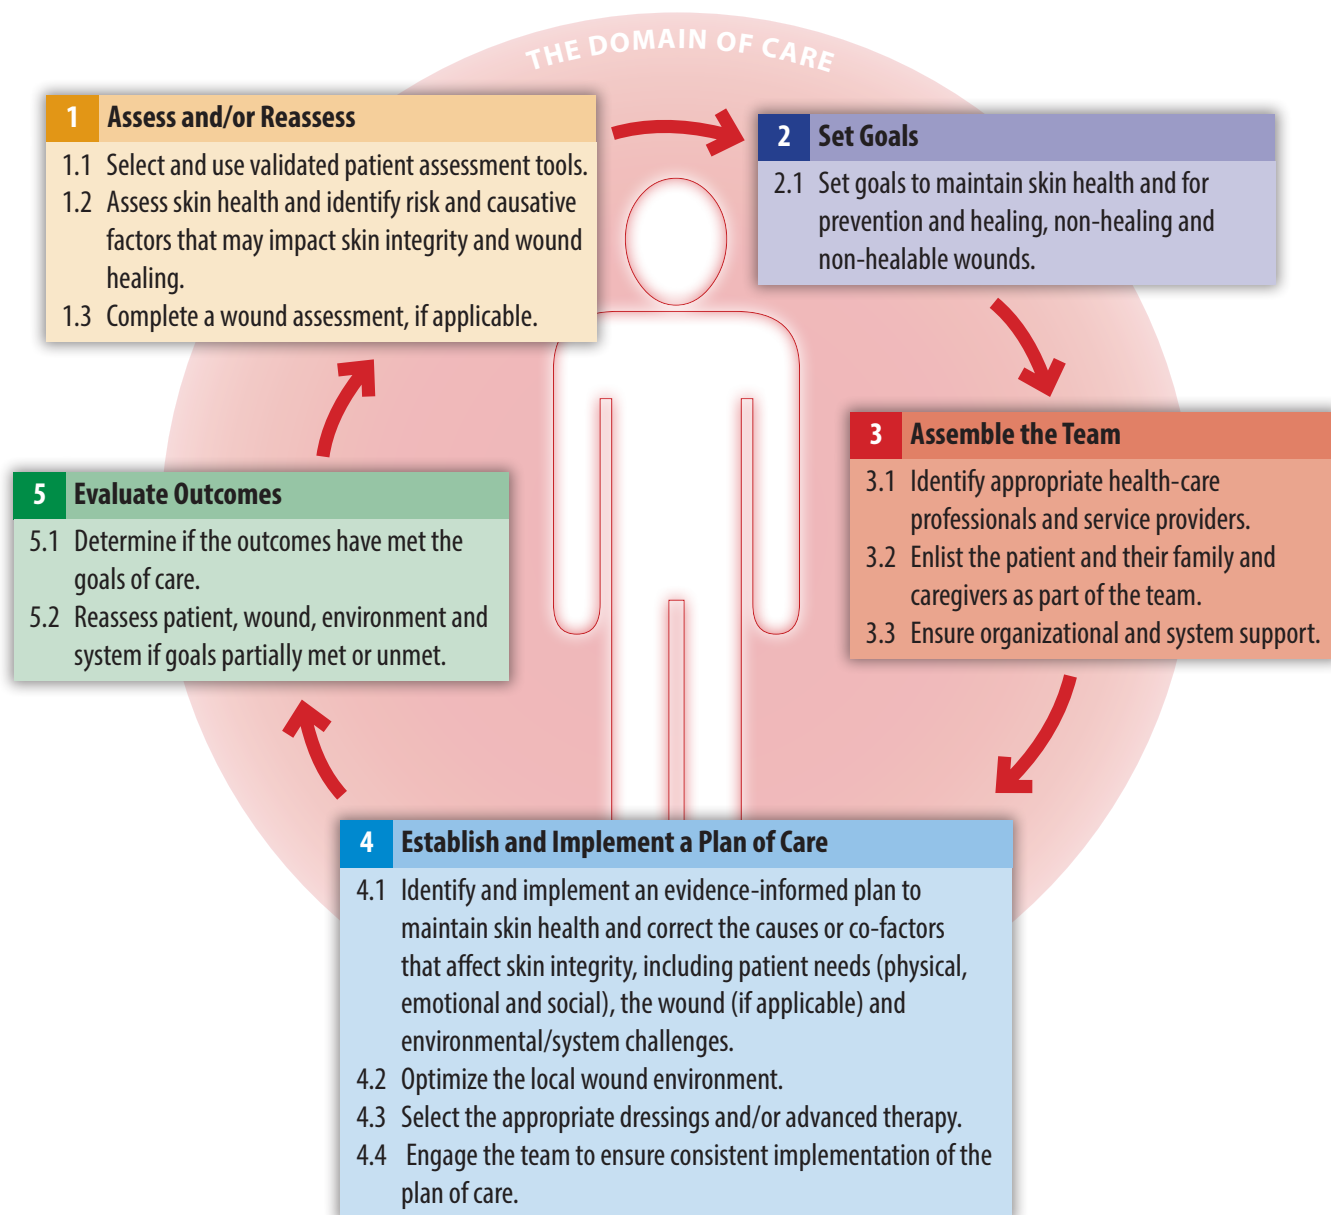 THE DOMAIN OF CARE
1 Assess and/or Reassess
1.1 Select and use validated patient assessment tools.
1.2 Assess skin health and identify risk and causative
factors that may impact skin integrity and wound
healing.
1.3 Complete a wound assessment, if applicable.
2 Set Goals
2.1 Set goals to maintain skin health and for
prevention and healing, non-healing and
non-healable wounds.
3 Assemble the Team
3.1 Identify appropriate health-care
professionals and service providers.
3.2 Enlist the patient and their family and
caregivers as part of the team.
3.3 Ensure organizational and system support.
4 Establish and Implement a Plan of Care
4.1 Identify and implement an evidence-informed plan to
maintain skin health and correct the causes or co-factors
that affect skin integrity, including patient needs (physical,
emotional and social), the wound (if applicable) and
environmental/system challenges.
4.2 Optimize the local wound environment.
4.3 Select the appropriate dressings and/or advanced therapy.
4.4 Engage the team to ensure consistent implementation of the
plan of care.
5 Evaluate Outcomes
5.1 Determine if the outcomes have met the
goals of care.
5.2 Reassess patient, wound, environment and
system if goals partially met or unmet.